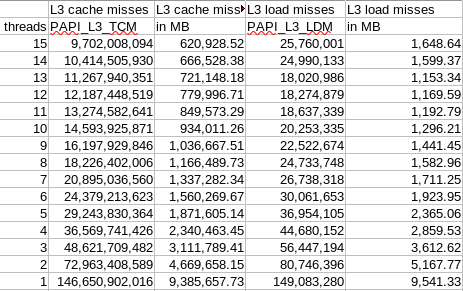 L3 cache misses L3 cache miss L3 load misses L3 load misses
threads PAPI_L3_TCM in MB PAPI_L3_LDM in MB
15 9,702,008,094 620,928.52 25,760,001 1,648.64
14 10,414,505,930 666,528.38 24,990,133 1,599.37
13 11,267,940,351 721,148.18 18,020,986 1,153.34
12 12,187,448,519 779,996.71 18,274,879 1,169.59
11 13,274,582,641 849,573.29 18,637,339 1,192.79
10 14,593,925,871 934,011.26 20,253,335 1,296.21
9 16,197,929,846 1,036,667.51 22,522,674 1,441.45
8 18,226,402,006 1,166,489.73 24,733,748 1,582.96
7 20,895,036,560 1,337,282.34 26,738,318 1,711.25
6 24,379,213,623 1,560,269.67 30,061,653 1,923.95
5 29,243,830,364 1,871,605.14 36,954,105 2,365.06
4 36,569,741,426 2,340,463.45 44,680,152 2,859.53
3 48,621,709,482 3,111,789.41 56,447,194 3,612.62
2 72,963,408,589 4,669,658.15 80,746,396 5,167.77
1 146,650,902,016 9,385,657.73 149,083,280 9,541.33